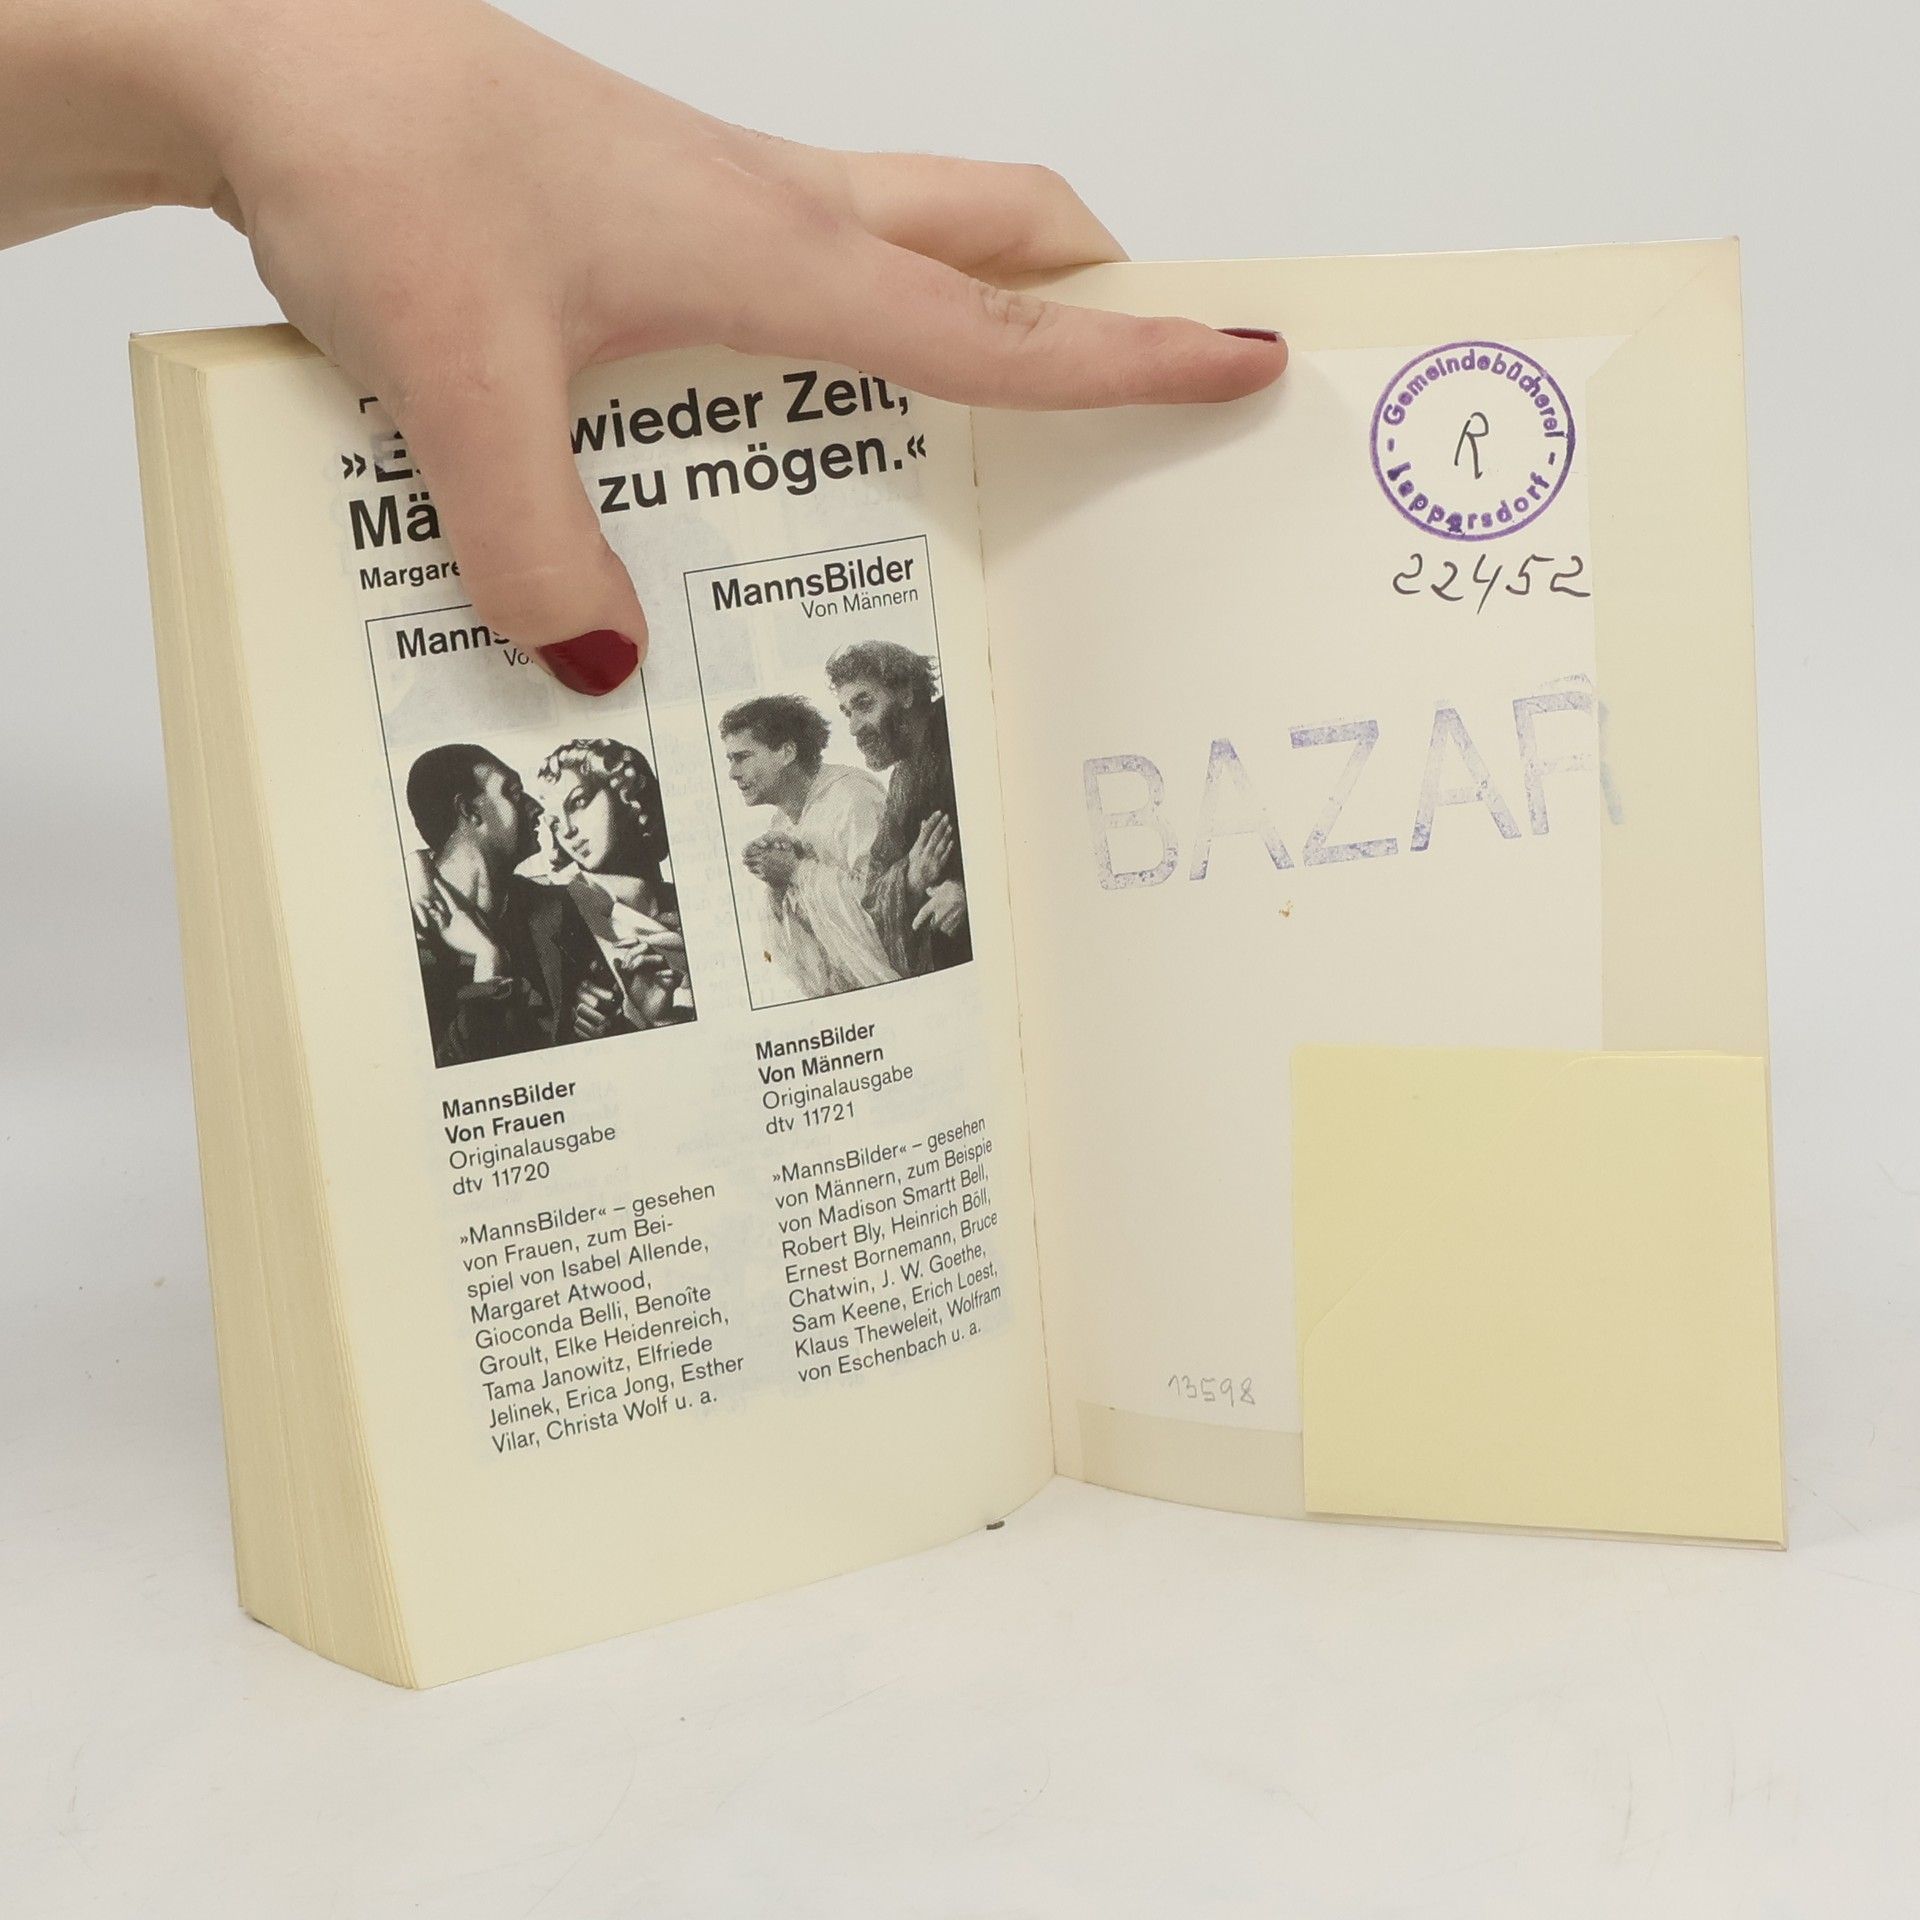 wieder Zeit,
Mä zu mögen.«
Mann
MannsBilder
Von Männern
MannsBilder
Von Frauen
Originalausgabe
dtv 11720
»MannsBilder« – gesehen
von Frauen, zum Bei-
spiel von Isabel Allende,
Margaret Atwood,
Gioconda Belli, Benoîte
Groult, Elke Heidenreich,
Tama Janowitz, Elfriede
Jelinek, Erica Jong, Esther
Vilar, Christa Wolf u. a.
MannsBilder
Von Männern
Originalausgabe
dtv 11721
»MannsBilder« – gesehen
von Männern, zum Beispie
von Madison Smartt Bell,
Robert Bly, Heinrich Böll,
Ernest Bornemann, Bruce
Chatwin, J. W. Goethe,
Sam Keene, Erich Loest,
Klaus Theweleit, Wolfram
von Eschenbach u. a.
- Gemeindebücherei -
Lappersdorf
R
22452
BAZAR
13598